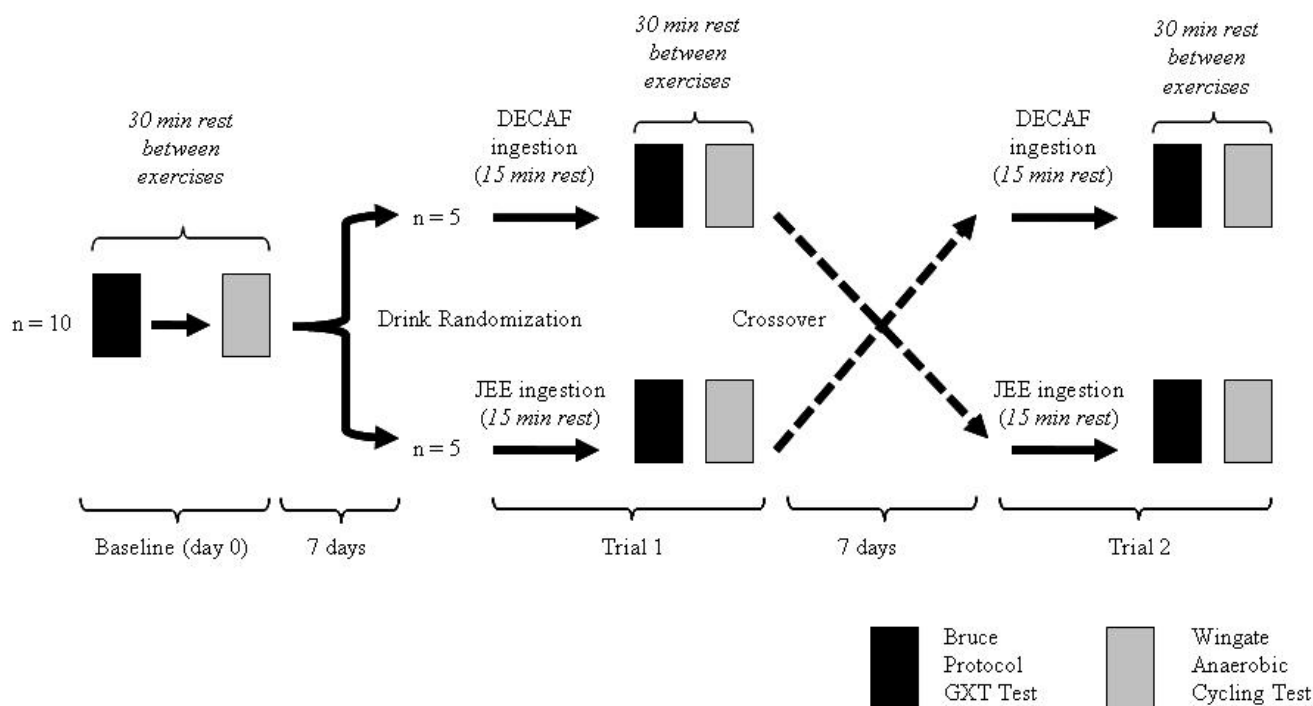 30 min rest
between
exercises
n = 10
Baseline (day 0)
7 days
Drink Randomization
n = 5
DECAF
ingestion
(15 min rest)
30 min rest
between
exercises
n = 5
JEE ingestion
(15 min rest)
Trial 1
Crossover
7 days
DECAF
ingestion
(15 min rest)
30 min rest
between
exercises
JEE ingestion
(15 min rest)
Trial 2
Bruce
Protocol
GXT Test
Wingate
Anaerobic
Cycling Test